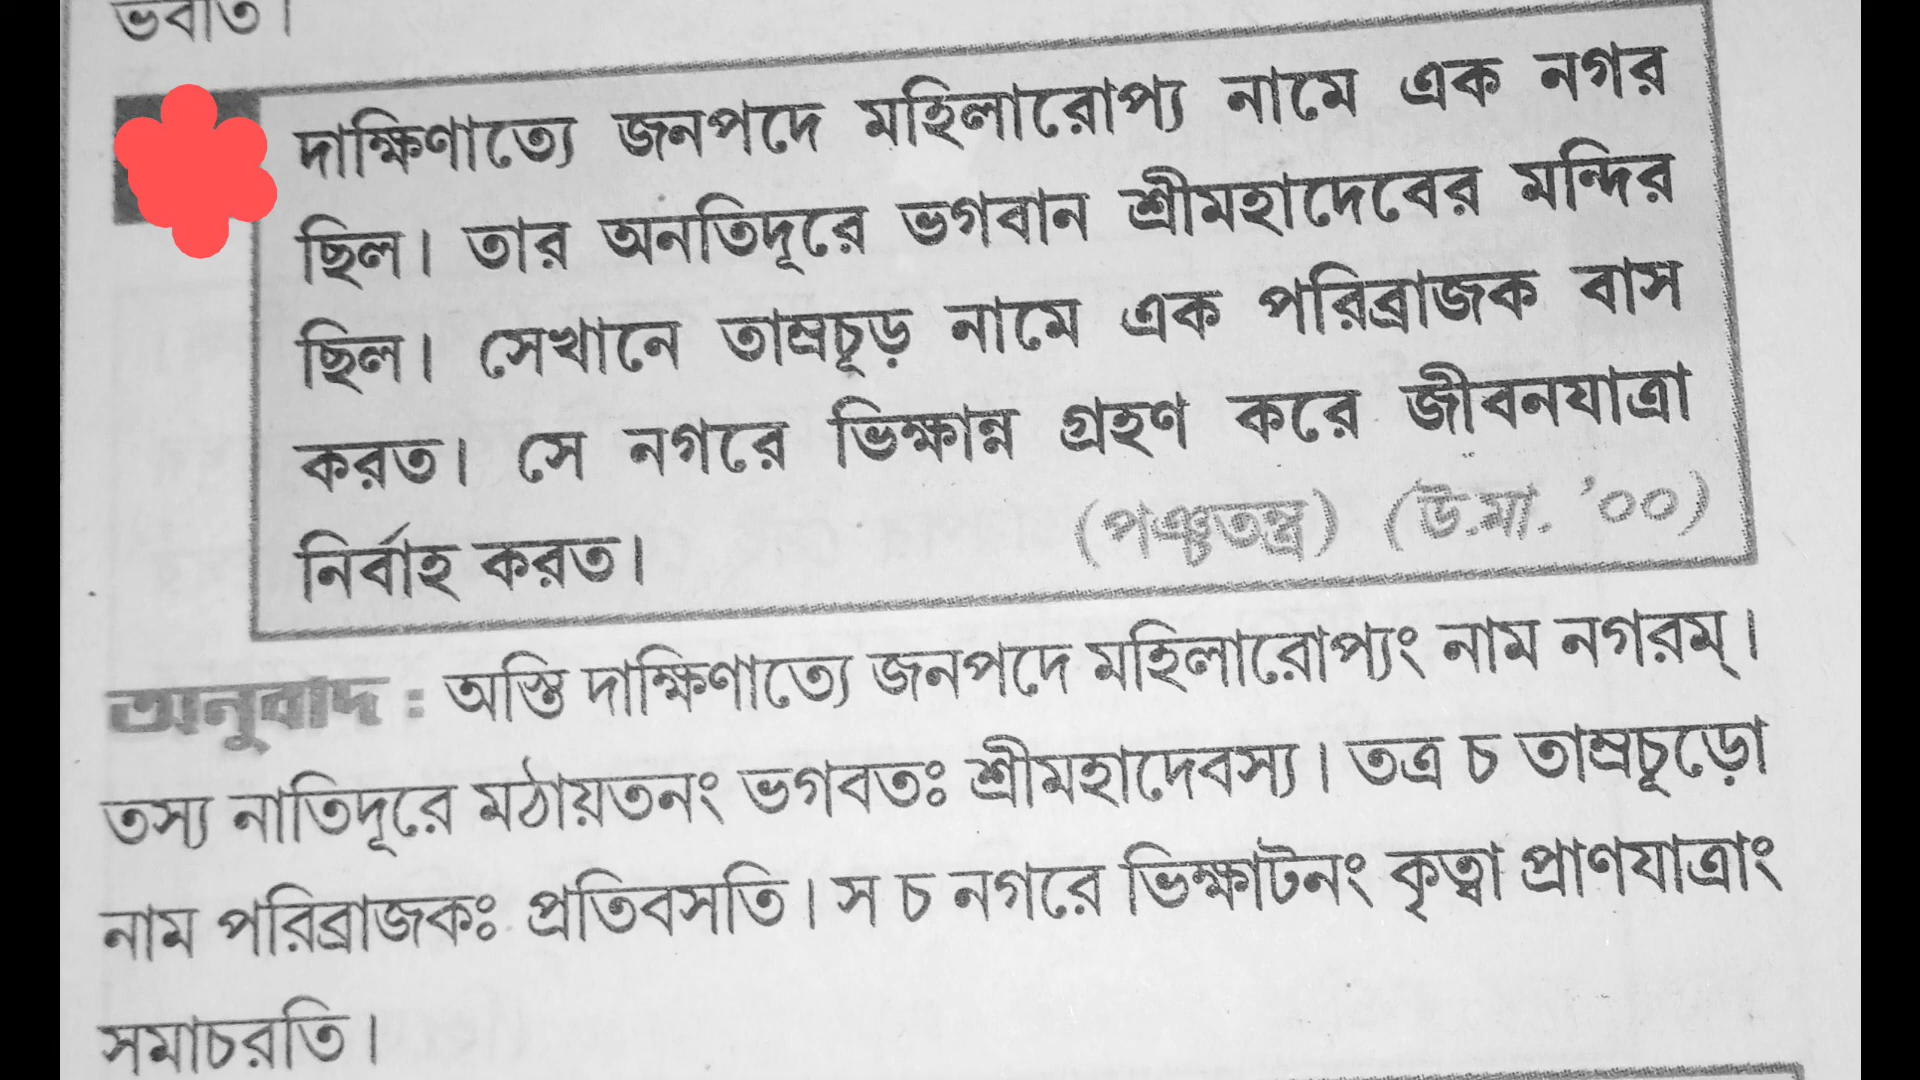 ভবতি।
দাক্ষিণাত্যে জনপদে মহিলারোপ্য নামে এক নগর
ছিল। তার অনতিদূরে ভগবান শ্রীমহাদেবের মন্দির
ছিল। সেখানে তাম্রচূড় নামে এক পরিব্রাজক বাস
করত। সে নগরে ভিক্ষান্ন গ্রহণ করে জীবনযাত্রা
নির্বাহ করত। (পঞ্চতন্ত্র) (উ.মা. '০০)
অনুবাদ : অস্তি দাক্ষিণাত্যে জনপদে মহিলারোপ্যং নাম নগরম্।
তস্য নাতিদূরে মঠায়তনং ভগবতঃ শ্রীমহাদেবস্য। তত্র চ তাম্রচূড়ো
নাম পরিব্রাজকঃ প্রতিবসতি। স চ নগরে ভিক্ষাটনং কৃত্বা প্রাণযাত্রাং
সমাচরতি।